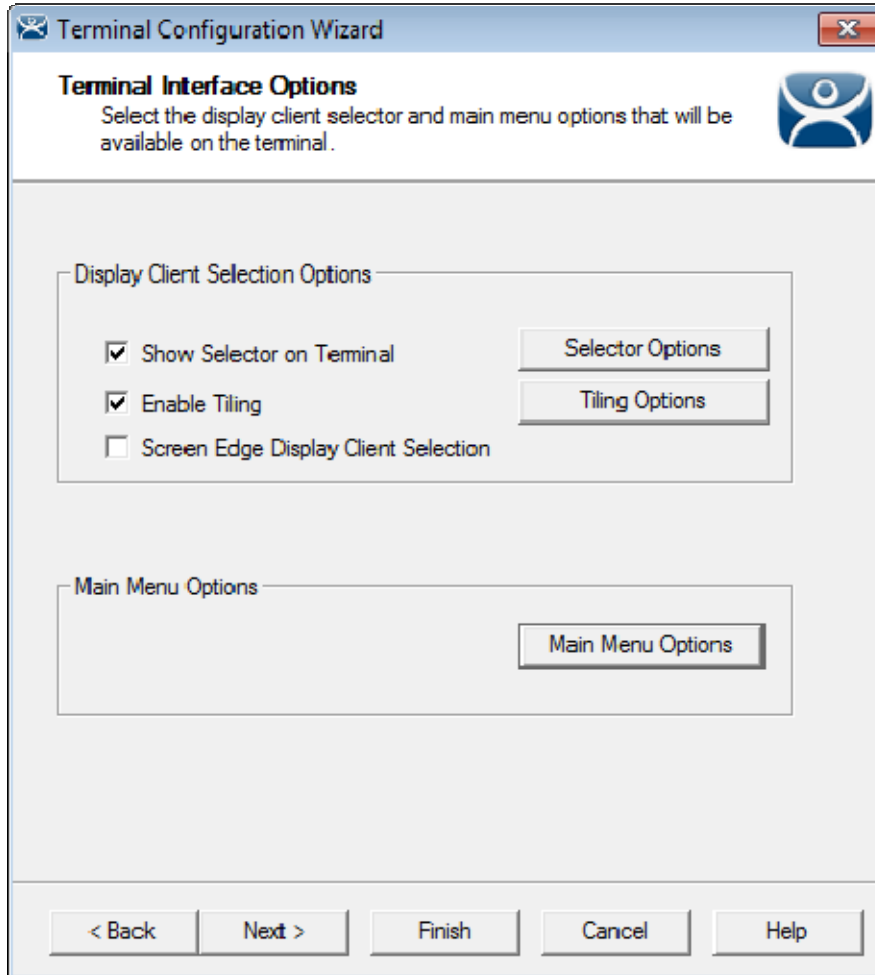 Terminal Configuration Wizard
Terminal Interface Options
Select the display client selector and main menu options that will be
available on the terminal.
Display Client Selection Options
Show Selector on Terminal
Selector Options
Enable Tiling
Tiling Options
Screen Edge Display Client Selection
Main Menu Options
Main Menu Options
< Back
Next >
Finish
Cancel
Help